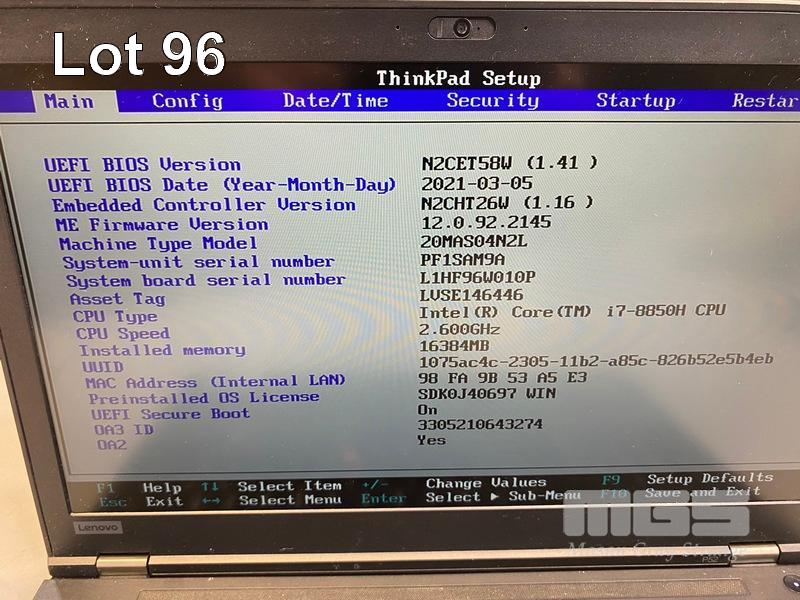 Lot 96
ThinkPad Setup
Main Config Date/Time Security Startup Restar
UEFI BIOS Version N2CET58W (1.41 )
UEFI BIOS Date (Year-Month-Day) 2021-03-05
Embedded Controller Version N2CHT26W (1.16 )
ME Firmware Version 12.0.92.2145
Machine Type Model 20MAS04N2L
System-unit serial number PF1SAM9A
System board serial number L1HF96W010P
Asset Tag LVSE146446
CPU Type Intel(R) Core(TM) i7-8850H CPU
CPU Speed 2.600GHz
Installed memory 16384MB
UUID 1075ac4c-2305-11b2-a85c-826b52e5b4eb
MAC Address (Internal LAN) 98 FA 9B 53 A5 E3
Preinstalled OS License SDK0J40697 WIN
UEFI Secure Boot On
OA3 ID 3305210643274
OA2 Yes
F1 Help ↑↓ Select Item +/- Change Values F9 Setup Defaults
Esc Exit ←→ Select Menu Enter Select ▶ Sub-Menu F10 Save and Exit
Lenovo
MGS